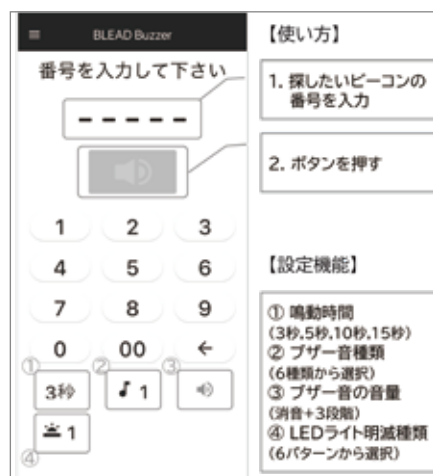 BLEAD Buzzer
番号を入力して下さい
-----
1 2 3
4 5 6
7 8 9
0 00 ←
① ② ③
3秒 1
1
④
【使い方】
1. 探したいビーコンの
番号を入力
2. ボタンを押す
【設定機能】
① 鳴動時間
(3秒,5秒,10秒,15秒)
② ブザー音種類
(6種類から選択)
③ ブザー音の音量
(消音+3段階)
④ LEDライト明滅種類
(6パターンから選択)